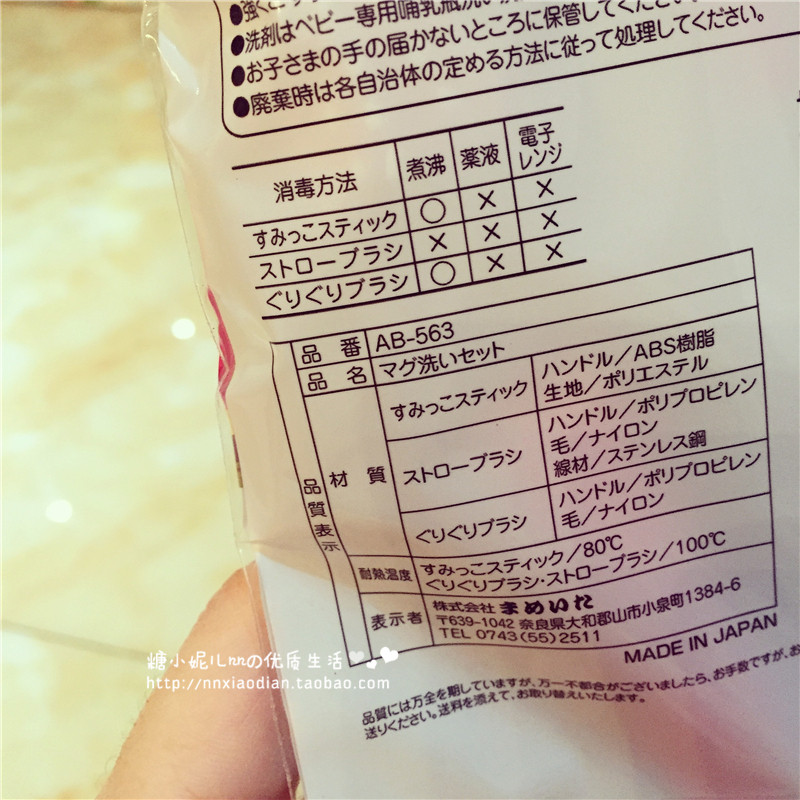 ●強くこ
●洗剤はベビー専用哺乳瓶洗い
●お子さまの手の届かないところに保管してください。
●廃棄時は各自治体の定める方法に従って処理してください。
消毒方法 煮沸 薬液 電子レンジ
すみっこスティック ○ × ×
ストローブラシ × × ×
ぐりぐりブラシ ○ × ×
品質表示
品番 AB-563
品名 マグ洗いセット
材質 すみっこスティック ハンドル/ABS樹脂
生地/ポリエステル
ストローブラシ ハンドル/ポリプロピレン
毛/ナイロン
線材/ステンレス鋼
ぐりぐりブラシ ハンドル/ポリプロピレン
毛/ナイロン
耐熱温度 すみっこスティック/80℃
ぐりぐりブラシ・ストローブラシ/100℃
表示者 株式会社 まめいた
〒639-1042 奈良県大和郡山市小泉町1384-6
TEL 0743(55)2511
MADE IN JAPAN
品質には万全を期していますが、万一不都合がございましたら、お手数ですが、お
送りください。送料を添えて、お取り替えいたします。
糖小妮儿nnの优质生活
http://nnxiaodian.taobao.com